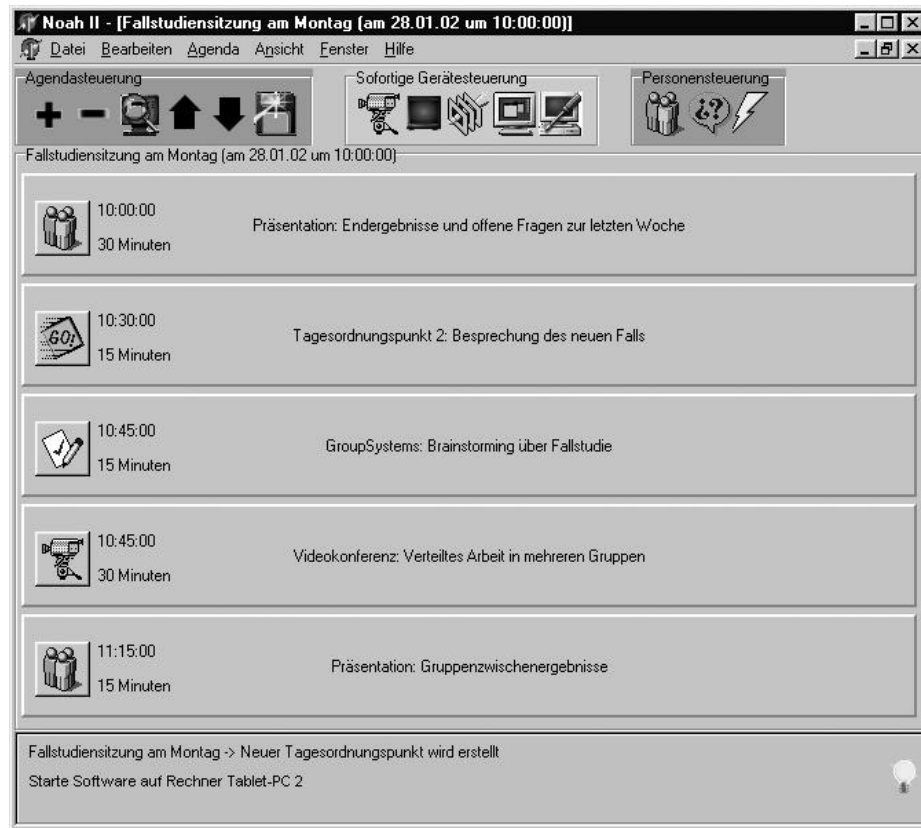 Noah II - [Fallstudiensitzung am Montag (am 28.01.02 um 10:00:00)]
Datei Bearbeiten Agenda Ansicht Fenster Hilfe
Agendasteuerung Sofortige Gerätesteuerung Personensteuerung
Fallstudiensitzung am Montag (am 28.01.02 um 10:00:00)
10:00:00
Präsentation: Endergebnisse und offene Fragen zur letzten Woche
30 Minuten
10:30:00
GO!
Tagesordnungspunkt 2: Besprechung des neuen Falls
15 Minuten
10:45:00
GroupSystems: Brainstorming über Fallstudie
15 Minuten
10:45:00
Videokonferenz: Verteiltes Arbeit in mehreren Gruppen
30 Minuten
11:15:00
Präsentation: Gruppenzwischenergebnisse
15 Minuten
Fallstudiensitzung am Montag -> Neuer Tagesordnungspunkt wird erstellt
Starte Software auf Rechner Tablet-PC 2